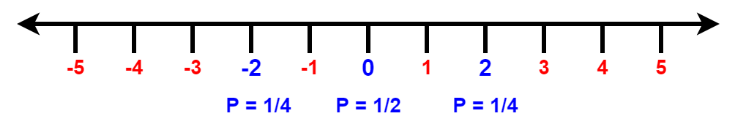 -5 -4 -3 -2 -1 0 1 2 3 4 5
P = 1/4 P = 1/2 P = 1/4